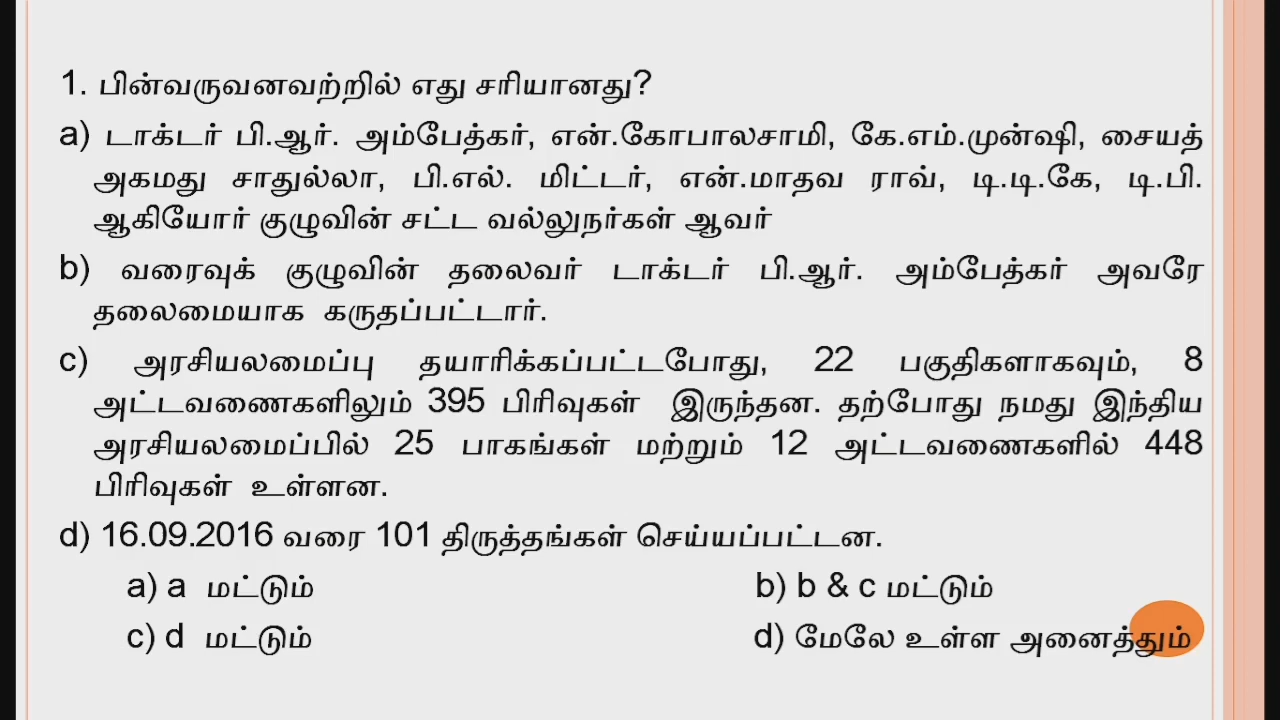 1. பின்வருவனவற்றில் எது சரியானது?
a) டாக்டர் பி.ஆர். அம்பேத்கர், என்.கோபாலசாமி, கே.எம்.முன்ஷி, சையத்
அகமது சாதுல்லா, பி.எல். மிட்டர், என்.மாதவ ராவ், டி.டி.கே, டி.பி.
ஆகியோர் குழுவின் சட்ட வல்லுநர்கள் ஆவர்
b) வரைவுக் குழுவின் தலைவர் டாக்டர் பி.ஆர். அம்பேத்கர் அவரே
தலைமையாக கருதப்பட்டார்.
c) அரசியலமைப்பு தயாரிக்கப்பட்டபோது, 22 பகுதிகளாகவும், 8
அட்டவணைகளிலும் 395 பிரிவுகள் இருந்தன. தற்போது நமது இந்திய
அரசியலமைப்பில் 25 பாகங்கள் மற்றும் 12 அட்டவணைகளில் 448
பிரிவுகள் உள்ளன.
d) 16.09.2016 வரை 101 திருத்தங்கள் செய்யப்பட்டன.
a) a மட்டும் b) b & c மட்டும்
c) d மட்டும் d) மேலே உள்ள அனைத்தும்